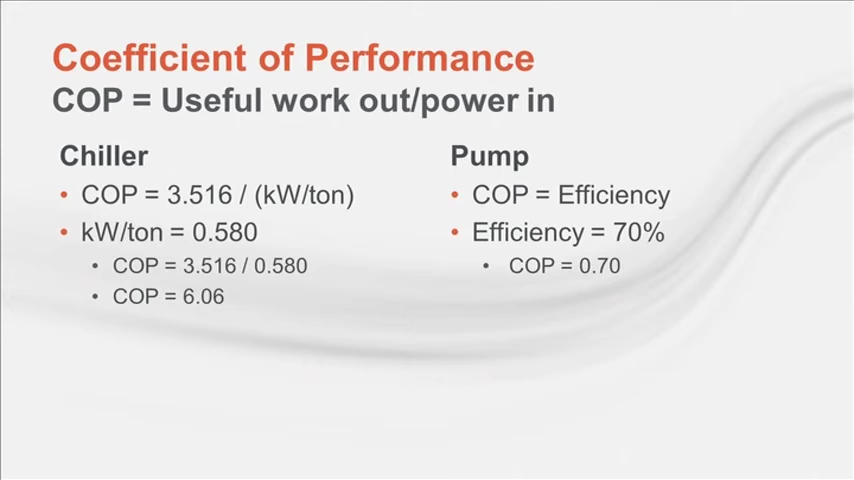 Coefficient of Performance
COP = Useful work out/power in
Chiller
• COP = 3.516 / (kW/ton)
• kW/ton = 0.580
• COP = 3.516 / 0.580
• COP = 6.06
Pump
• COP = Efficiency
• Efficiency = 70%
• COP = 0.70